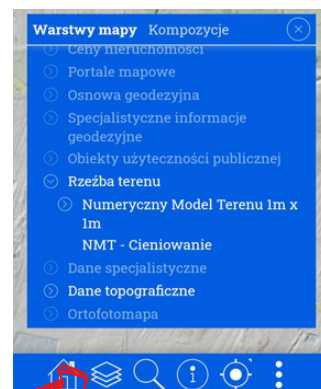 Warstwy mapy Kompozycje
Ceny nieruchomości
Portale mapowe
Osnowa geodezyjna
Specjalistyczne informacje
geodezyjne
Obiekty użyteczności publicznej
Rzeźba terenu
Numeryczny Model Terenu 1m x
1m
NMT - Cieniowanie
Dane specjalistyczne
Dane topograficzne
Ortofotomapa